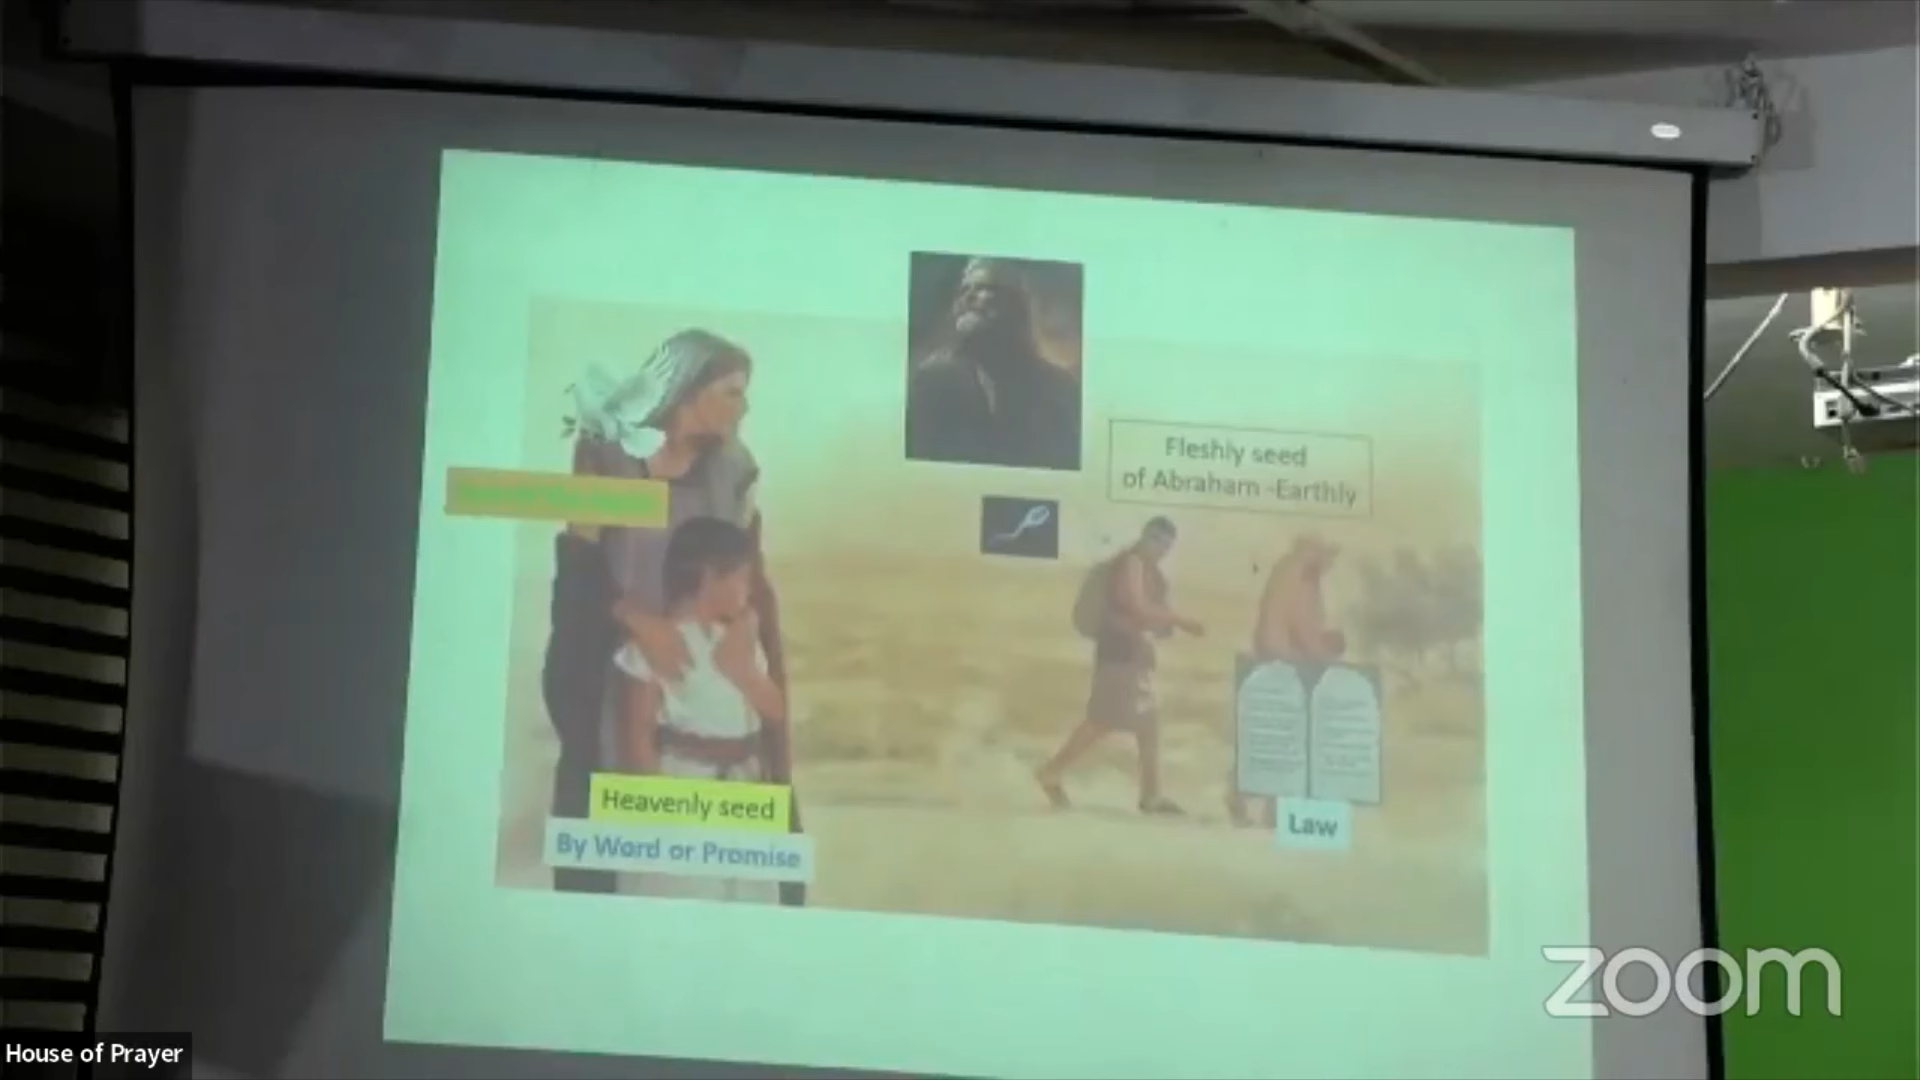 Fleshly seed
of Abraham -Earthly
Heavenly seed
By Word or Promise
Law
zoom
House of Prayer